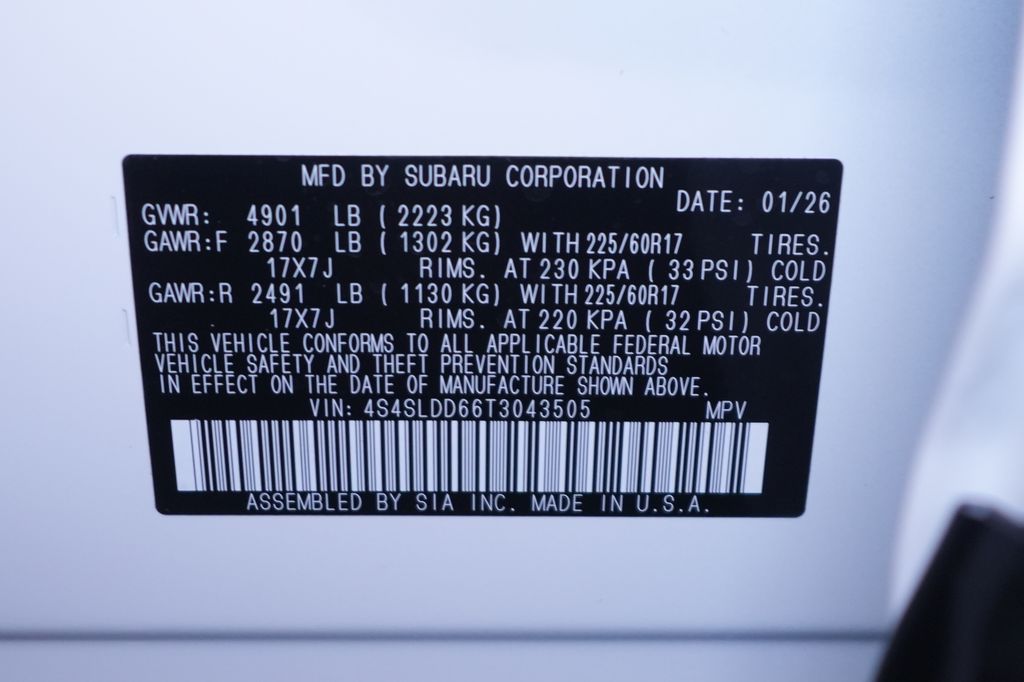 MFD BY SUBARU CORPORATION
DATE: 01/26
GVWR: 4901 LB ( 2223 KG)
GAWR:F 2870 LB ( 1302 KG) WITH 225/60R17 TIRES.
17X7J RIMS. AT 230 KPA ( 33 PSI) COLD
GAWR:R 2491 LB ( 1130 KG) WITH 225/60R17 TIRES.
17X7J RIMS. AT 220 KPA ( 32 PSI) COLD
THIS VEHICLE CONFORMS TO ALL APPLICABLE FEDERAL MOTOR
VEHICLE SAFETY AND THEFT PREVENTION STANDARDS
IN EFFECT ON THE DATE OF MANUFACTURE SHOWN ABOVE.
VIN: 4S4SLDD66T3043505 MPV
ASSEMBLED BY SIA INC. MADE IN U.S.A.